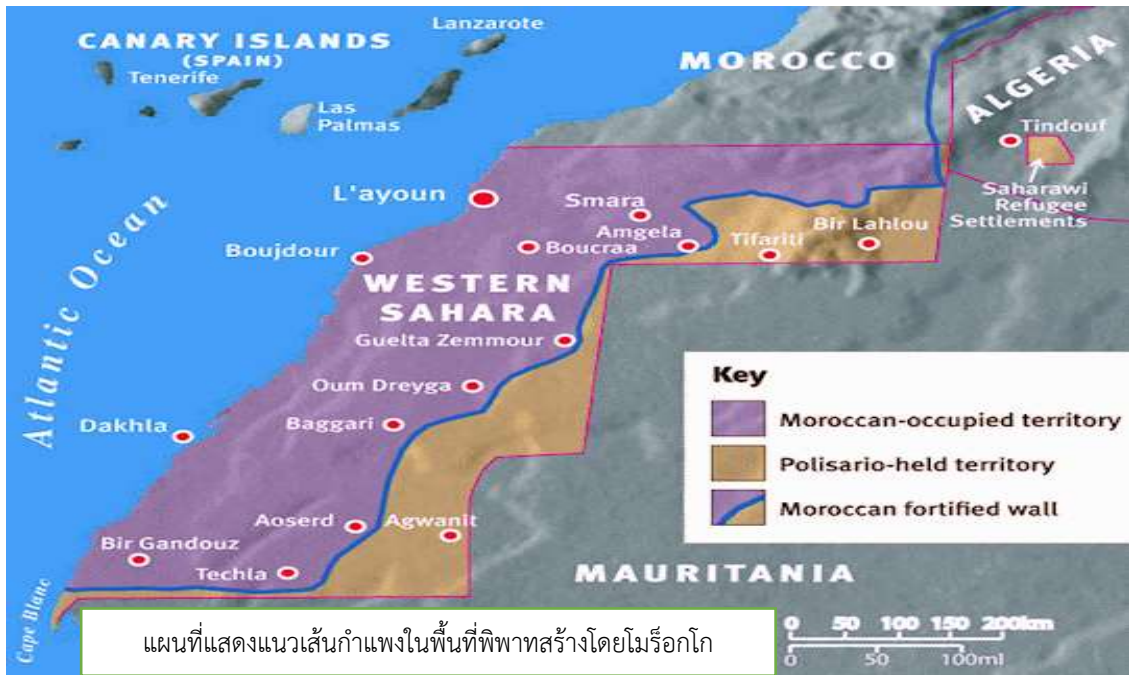 Lanzarote
CANARY ISLANDS
(SPAIN)
Tenerife
Las
Palmas
MOROCCO
ALGERIA
Tindouf
Saharawi
Refugee
Settlements
L'ayoun
Smara
Amgela
Bir Lahlou
Tifariti
Boucraa
Boujdour
Atlantic Ocean
WESTERN
SAHARA
Guelta Zemmour
Oum Dreyga
Baggari
Dakhla
Aoserd
Agwanit
Bir Gandouz
Techla
Cape Blanc
MAURITANIA
Key
Moroccan-occupied territory
Polisario-held territory
Moroccan fortified wall
0 50 100 150 200km
0 50 100ml
แผนที่แสดงแนวเส้นกำแพงในพื้นที่พิพาทสร้างโดยโมร็อกโก